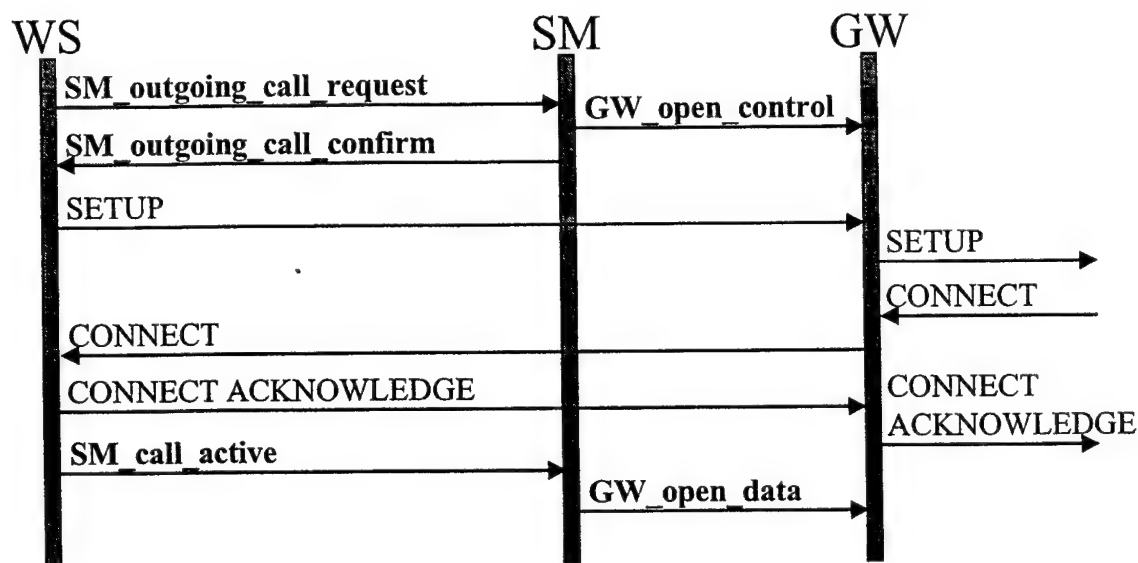 WS
SM
GW
SM_outgoing_call_request
GW_open_control
SM_outgoing_call_confirm
SETUP
SETUP
CONNECT
CONNECT
CONNECT ACKNOWLEDGE
CONNECT
ACKNOWLEDGE
SM_call_active
GW_open_data